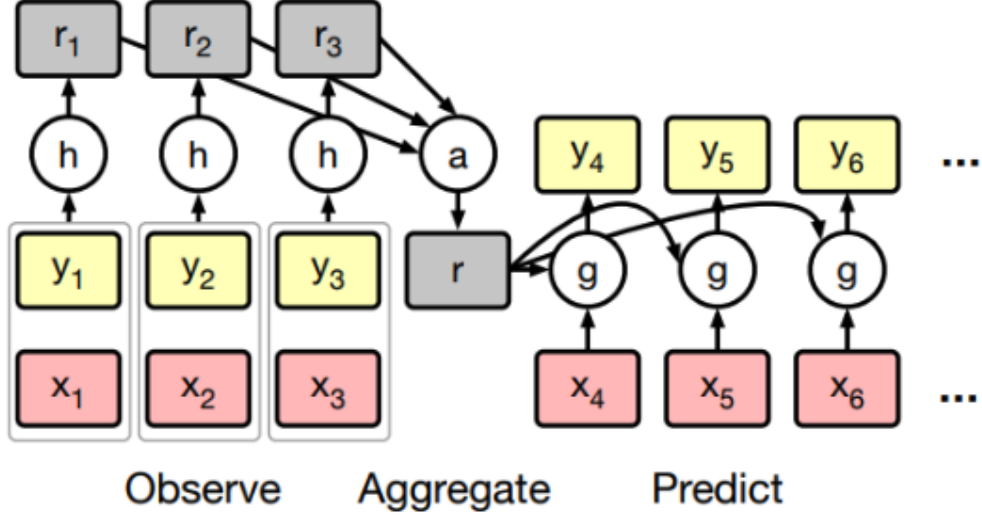 r₁ r₂ r₃
h h h a y₄ y₅ y₆ ...
y₁ y₂ y₃ r g g g
x₁ x₂ x₃ x₄ x₅ x₆ ...
Observe Aggregate Predict